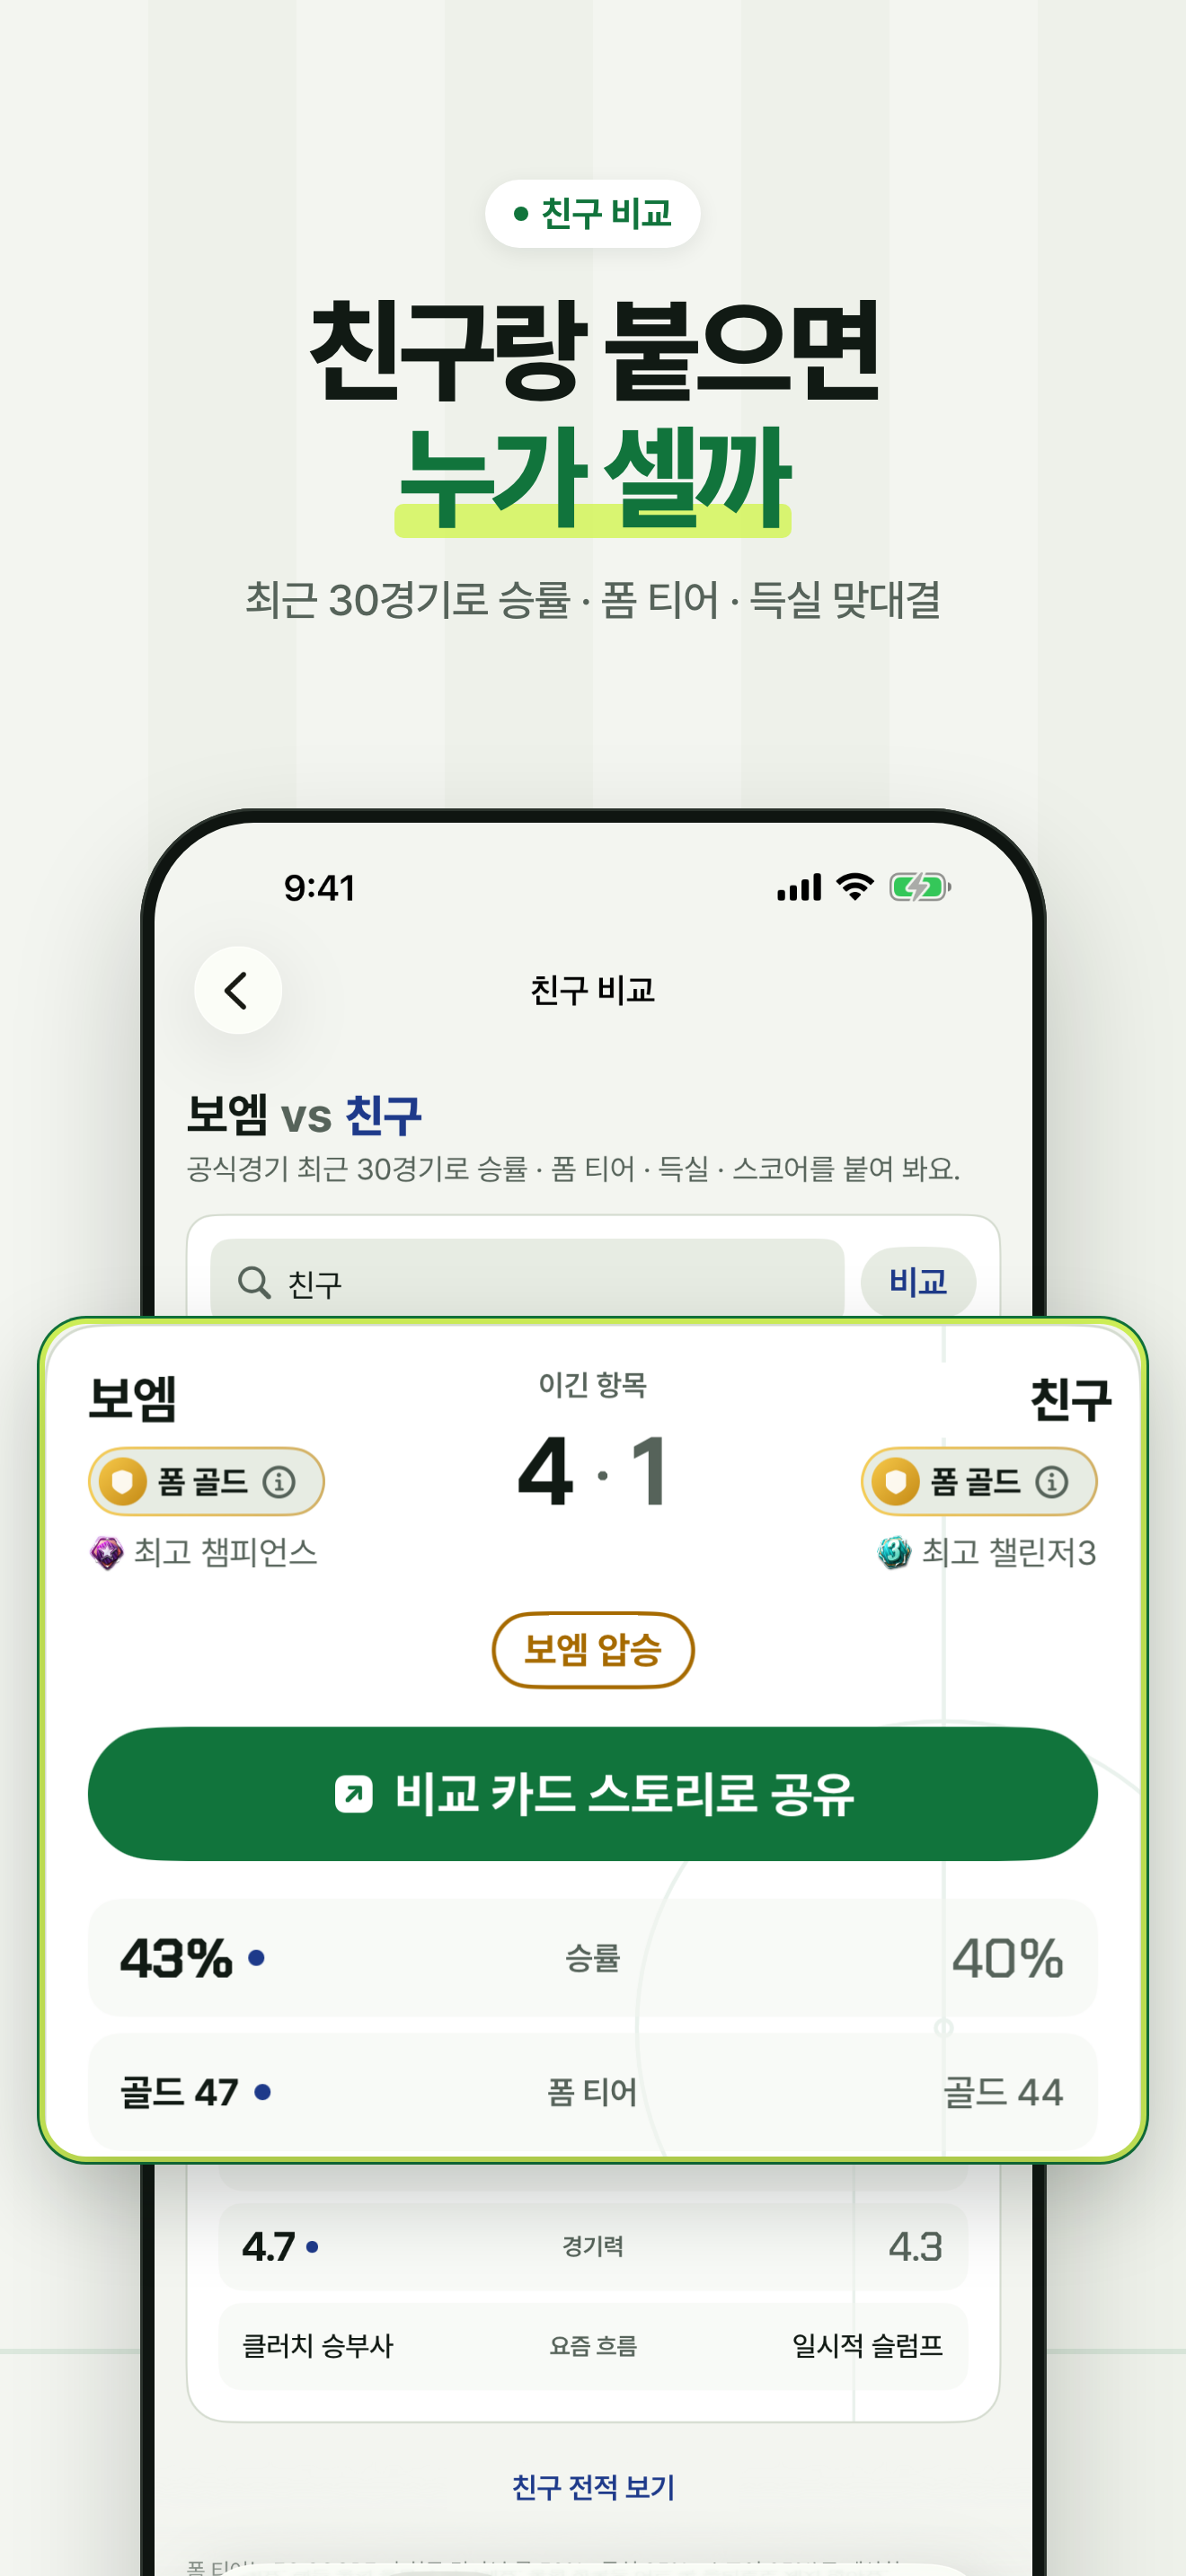 친구 비교
친구랑 붙으면
누가 셀까
최근 30경기로 승률 · 폼 티어 · 득실 맞대결
9:41
친구 비교
보엠 vs 친구
공식경기 최근 30경기로 승률 · 폼 티어 · 득실 · 스코어를 붙여 봐요.
친구
비교
보엠 이긴 항목 친구
폼 골드 4 · 1 폼 골드
최고 챔피언스 3 최고 챌린저3
보엠 압승
비교 카드 스토리로 공유
43% 승률 40%
골드 47 폼 티어 골드 44
4.7 경기력 4.3
클러치 승부사 요즘 흐름 일시적 슬럼프
친구 전적 보기